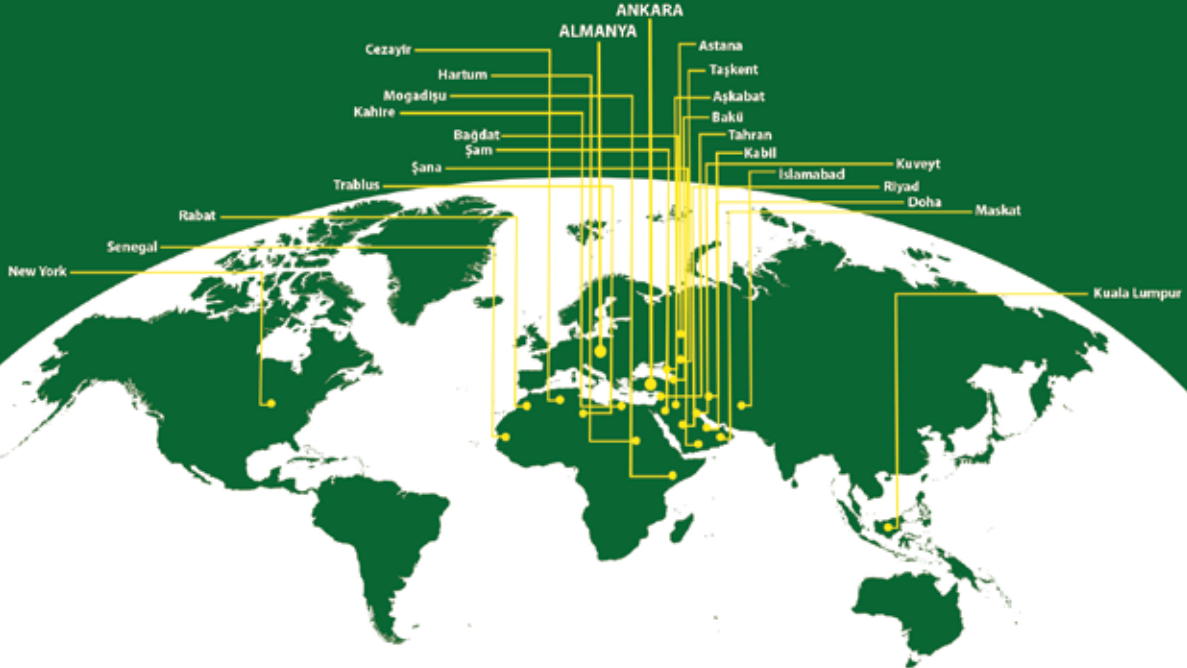 ANKARA
ALMANYA
Cezayir
Astana
Hartum
Taşkent
Mogadişu
Aşkabat
Kahire
Bakü
Bağdat
Tahran
Şam
Kabil
Şana
Kuveyt
İslamabad
Trablus
Riyad
Doha
Rabat
Maskat
Senegal
New York
Kuala Lumpur